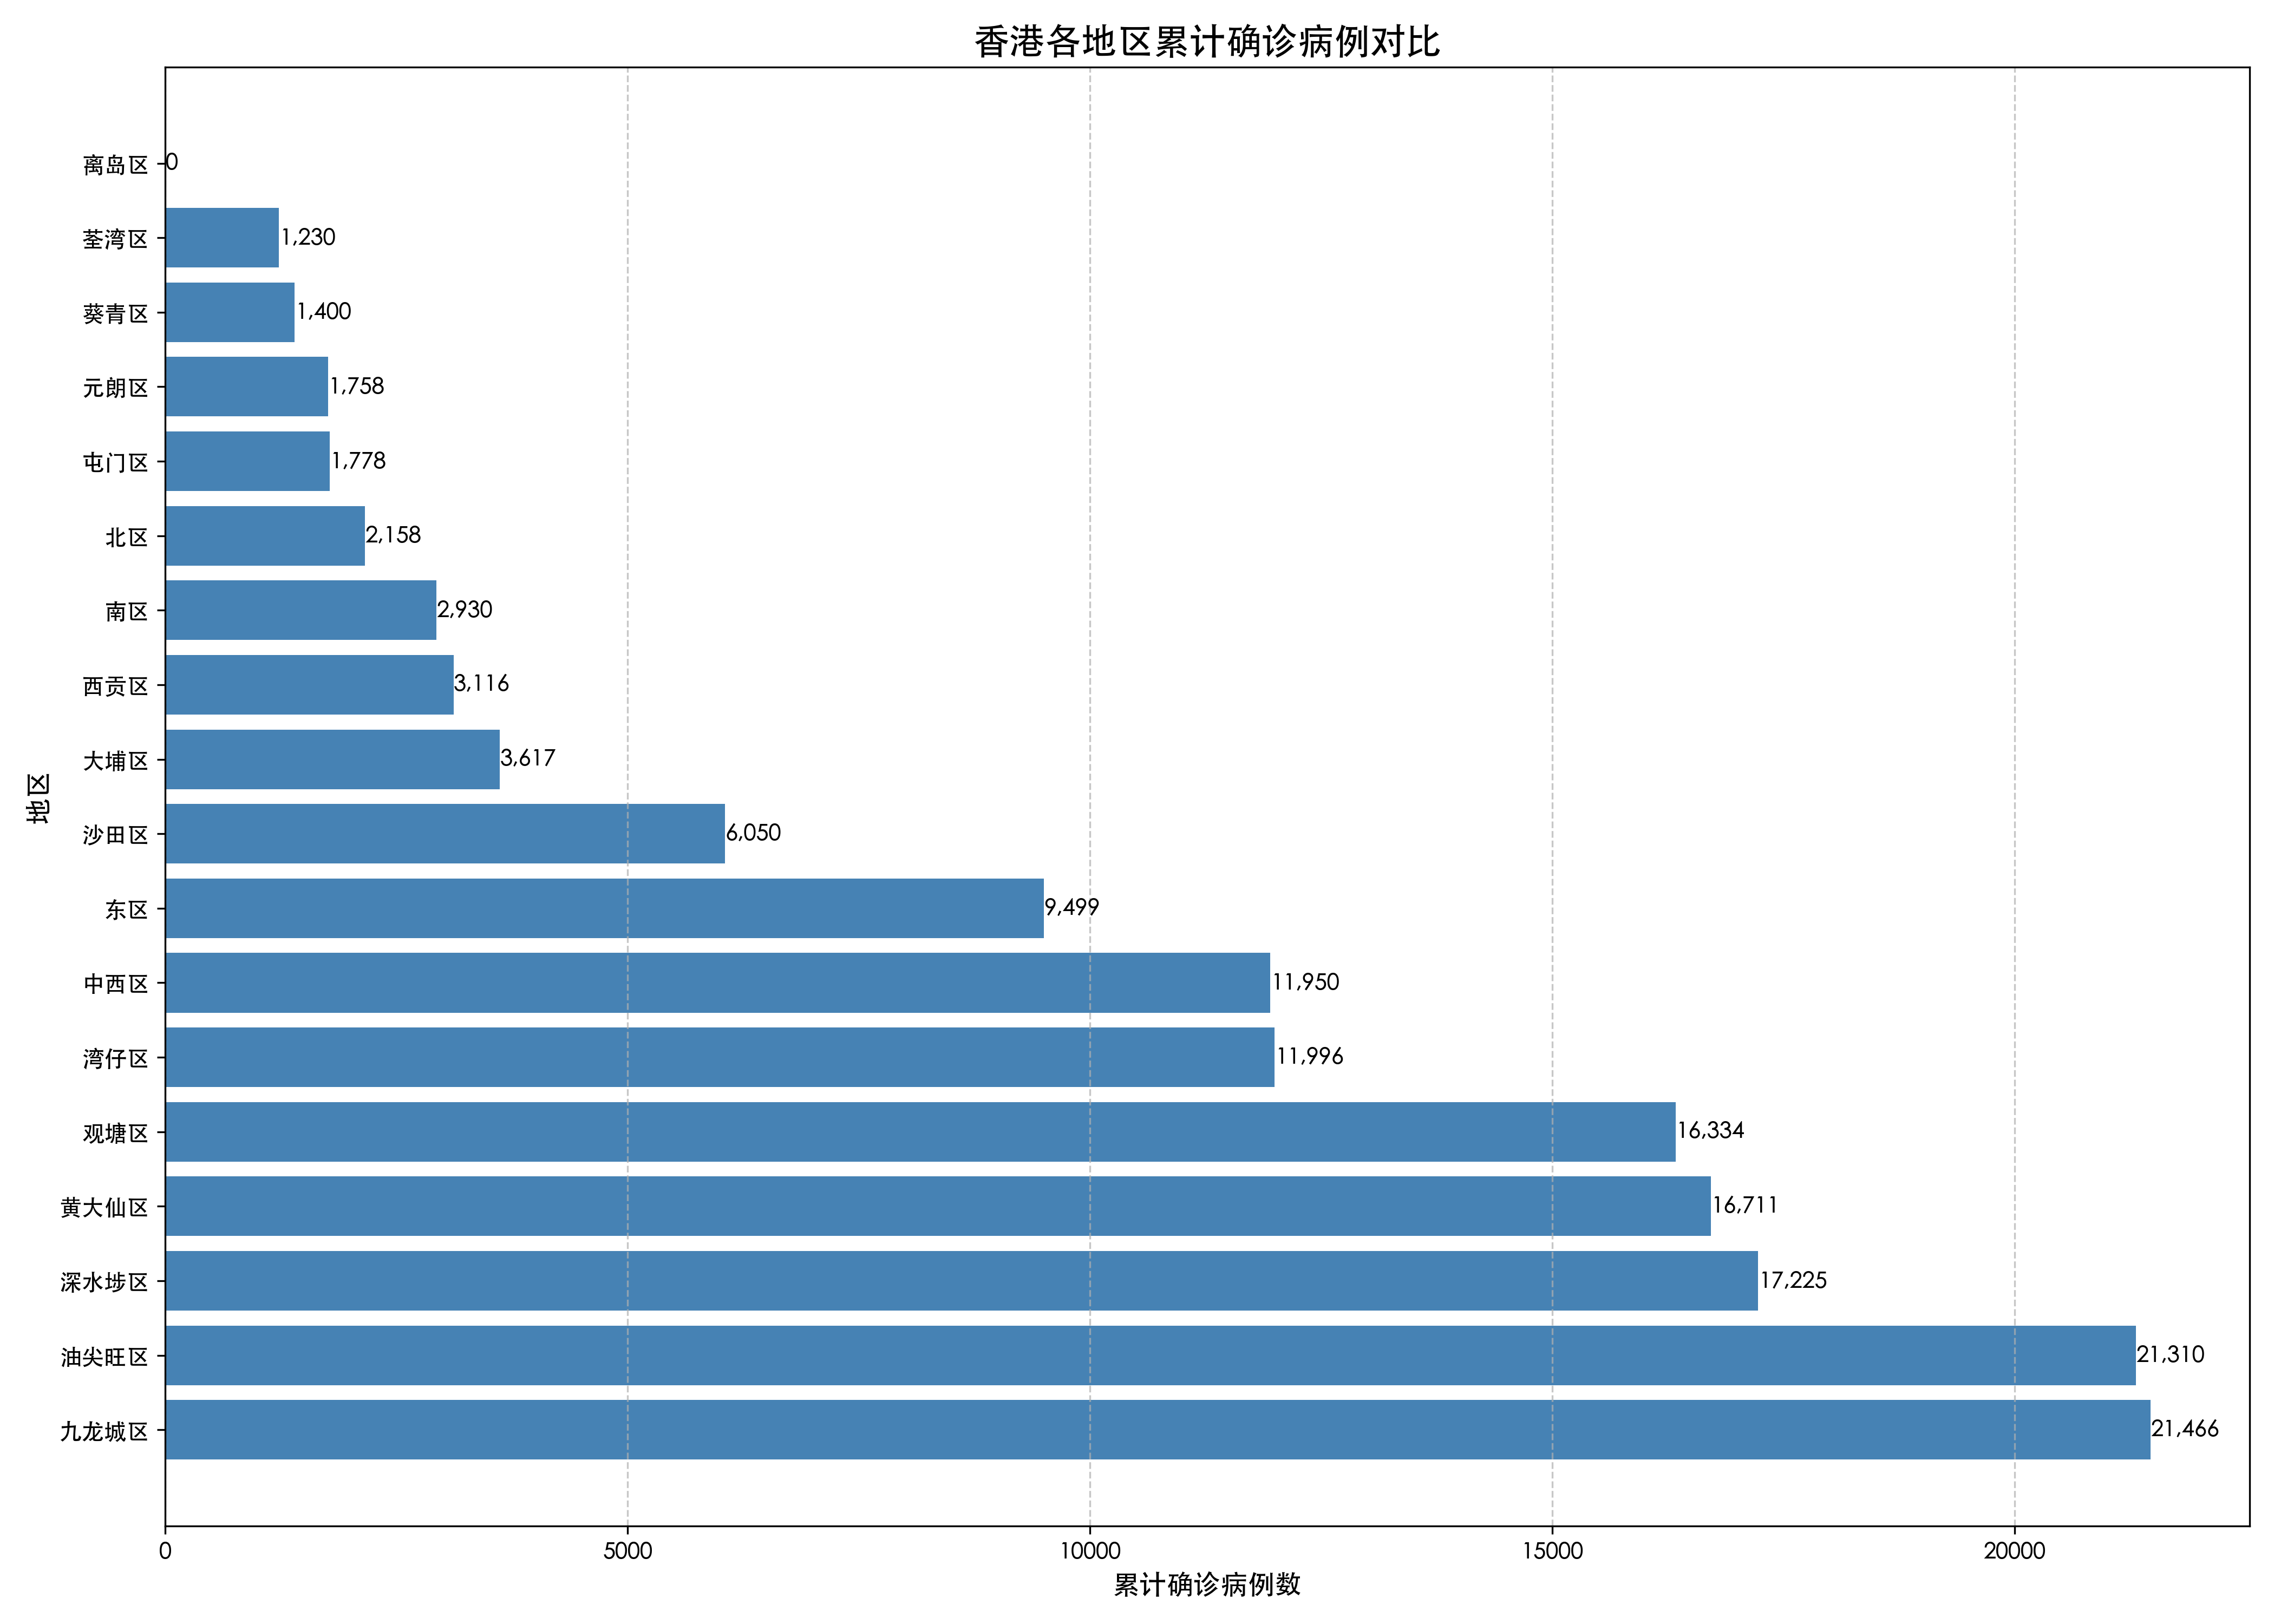 香港各地区累计确诊病例对比
离岛区 0
荃湾区 1,230
葵青区 1,400
元朗区 1,758
屯门区 1,778
北区 2,158
南区 2,930
西贡区 3,116
大埔区 3,617
沙田区 6,050
东区 9,499
中西区 11,950
湾仔区 11,996
观塘区 16,334
黄大仙区 16,711
深水埗区 17,225
油尖旺区 21,310
九龙城区 21,466
地区
0 5000 10000 15000 20000
累计确诊病例数